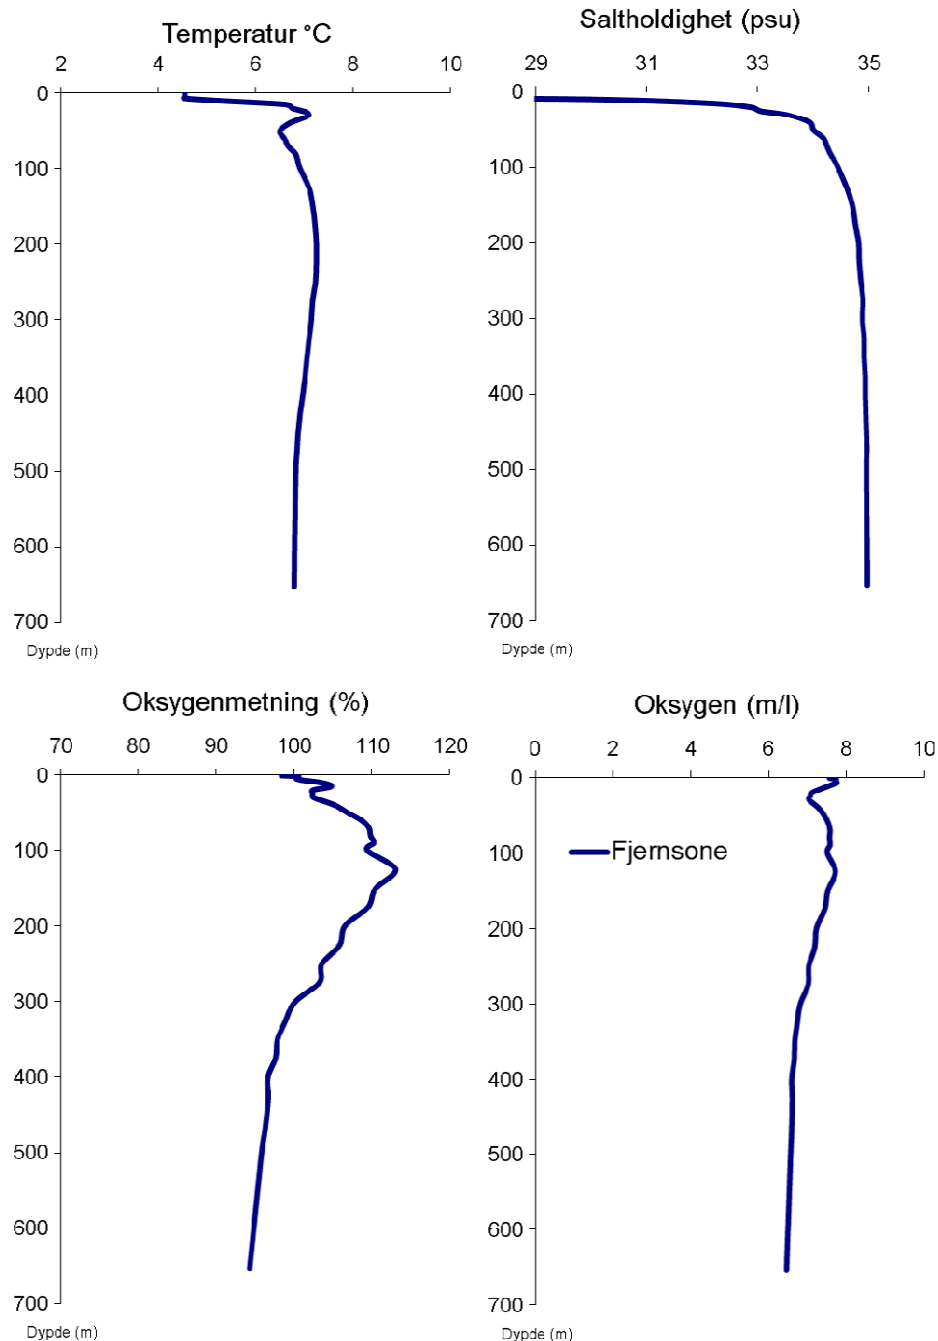 Temperatur °C
2 4 6 8 10
0
100
200
300
400
500
600
700
Dypde (m)
Saltholdighet (psu)
29 31 33 35
0
100
200
300
400
500
600
700
Dypde (m)
Oksygenmetning (%)
70 80 90 100 110 120
0
100
200
300
400
500
600
700
Dypde (m)
Oksygen (m/l)
0 2 4 6 8 10
0
100
Fjernsone
200
300
400
500
600
700
Dypde (m)